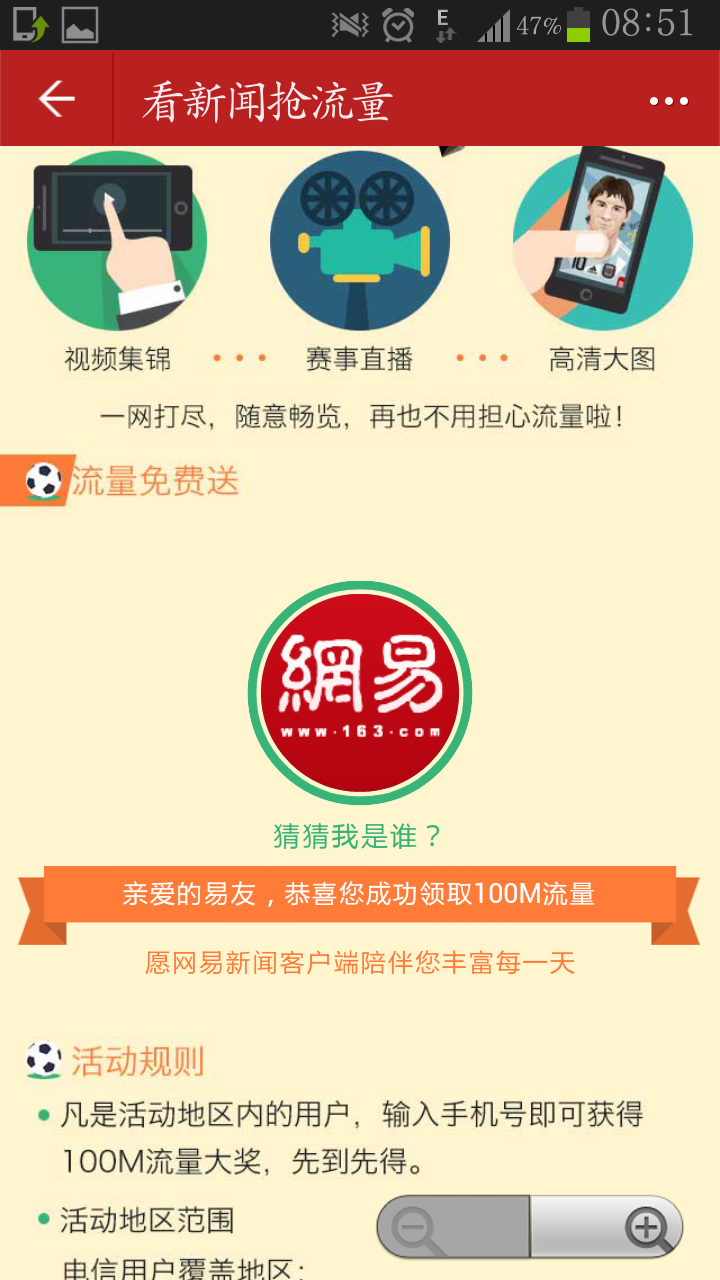 E 47% 08:51
看新闻抢流量
10
视频集锦 ••• 赛事直播 ••• 高清大图
一网打尽，随意畅览，再也不用担心流量啦！
流量免费送
網易
www·163·com
猜猜我是谁？
亲爱的易友，恭喜您成功领取100M流量
愿网易新闻客户端陪伴您丰富每一天
活动规则
• 凡是活动地区内的用户，输入手机号即可获得
100M流量大奖，先到先得。
• 活动地区范围
电信用户覆盖地区：